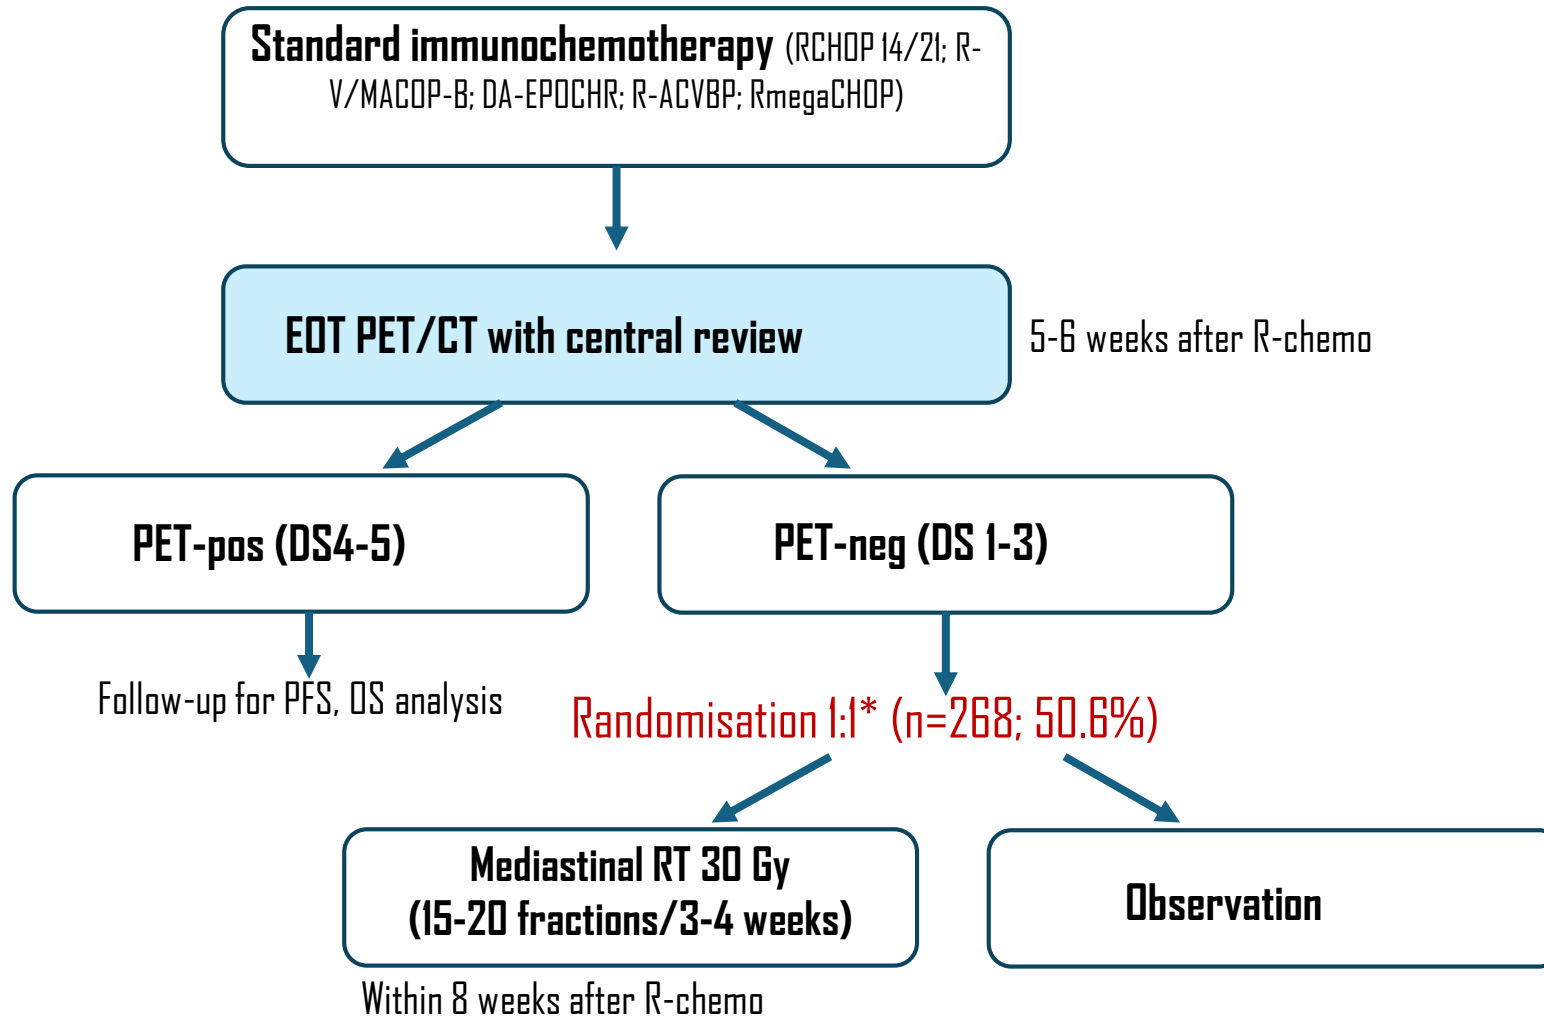 Standard immunochemotherapy (RCHOP 14/21; R-
V/MACOP-B; DA-EPOCHR; R-ACVBP; RmegaCHOP)
EOT PET/CT with central review
5-6 weeks after R-chemo
PET-pos (DS4-5)
PET-neg (DS 1-3)
Follow-up for PFS, OS analysis
Randomisation 1:1* (n=268; 50.6%)
Mediastinal RT 30 Gy
(15-20 fractions/3-4 weeks)
Observation
Within 8 weeks after R-chemo